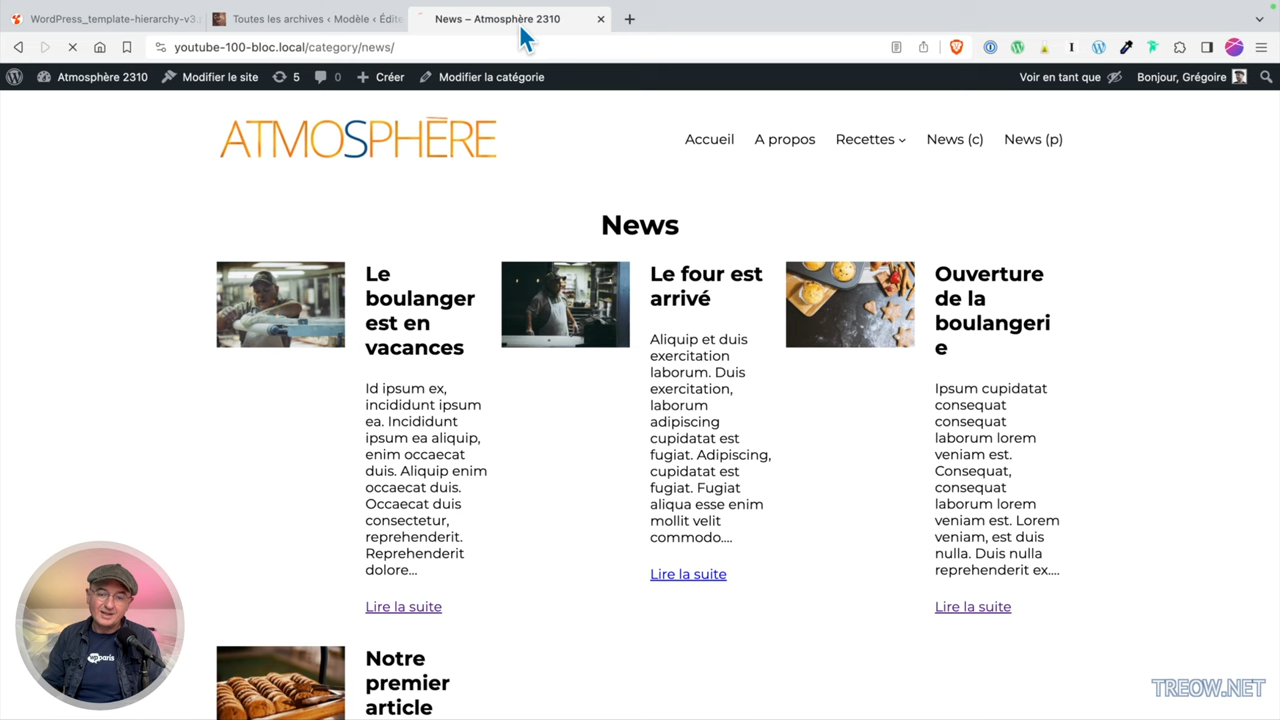 WordPress_template-hierarchy-v3.
Toutes les archives ‹ Modèle ‹ Édite
News – Atmosphère 2310
youtube-100-bloc.local/category/news/
Atmosphère 2310
Modifier le site
5
0
Créer
Modifier la catégorie
Voir en tant que
Bonjour, Grégoire
ATMOSPHÈRE
Accueil
A propos
Recettes
News (c)
News (p)
News
Le
boulanger
est en
vacances
Id ipsum ex,
incididunt ipsum
ea. Incididunt
ipsum ea aliquip,
enim occaecat
duis. Aliquip enim
occaecat duis.
Occaecat duis
consectetur,
reprehenderit.
Reprehenderit
dolore…
Lire la suite
Le four est
arrivé
Aliquip et duis
exercitation
laborum. Duis
exercitation,
laborum
adipiscing
cupidatat est
fugiat. Adipiscing,
cupidatat est
fugiat. Fugiat
aliqua esse enim
mollit velit
commodo.…
Lire la suite
Ouverture
de la
boulangeri
e
Ipsum cupidatat
consequat
consequat
laborum lorem
veniam est.
Consequat,
consequat
laborum lorem
veniam est. Lorem
veniam, est duis
nulla. Duis nulla
reprehenderit ex.…
Lire la suite
Notre
premier
article
wpparis
TREOW.NET